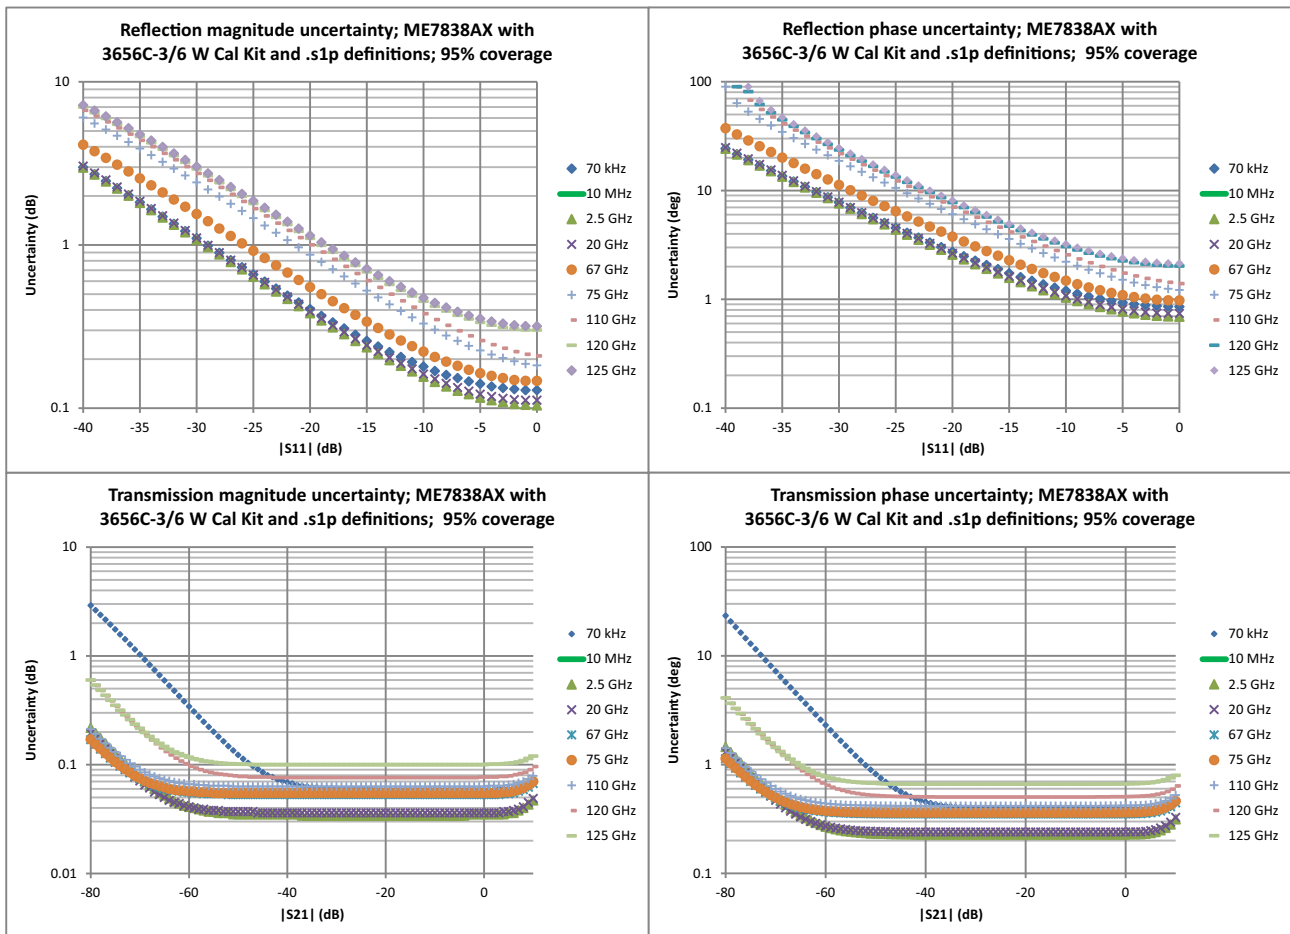 Reflection magnitude uncertainty; ME7838AX with
3656C-3/6 W Cal Kit and .s1p definitions; 95% coverage
10
1
0.1
Uncertainty (dB)
-40 -35 -30 -25 -20 -15 -10 -5 0
|S11| (dB)
70 kHz
10 MHz
2.5 GHz
20 GHz
67 GHz
75 GHz
110 GHz
120 GHz
125 GHz
Reflection phase uncertainty; ME7838AX with
3656C-3/6 W Cal Kit and .s1p definitions; 95% coverage
100
10
1
0.1
Uncertainty (deg)
-40 -35 -30 -25 -20 -15 -10 -5 0
|S11| (dB)
70 kHz
10 MHz
2.5 GHz
20 GHz
67 GHz
75 GHz
110 GHz
120 GHz
125 GHz
Transmission magnitude uncertainty; ME7838AX with
3656C-3/6 W Cal Kit and .s1p definitions; 95% coverage
10
1
0.1
0.01
Uncertainty (dB)
-80 -60 -40 -20 0
|S21| (dB)
70 kHz
10 MHz
2.5 GHz
20 GHz
67 GHz
75 GHz
110 GHz
120 GHz
125 GHz
Transmission phase uncertainty; ME7838AX with
3656C-3/6 W Cal Kit and .s1p definitions; 95% coverage
100
10
1
0.1
Uncertainty (deg)
-80 -60 -40 -20 0
|S21| (dB)
70 kHz
10 MHz
2.5 GHz
20 GHz
67 GHz
75 GHz
110 GHz
120 GHz
125 GHz